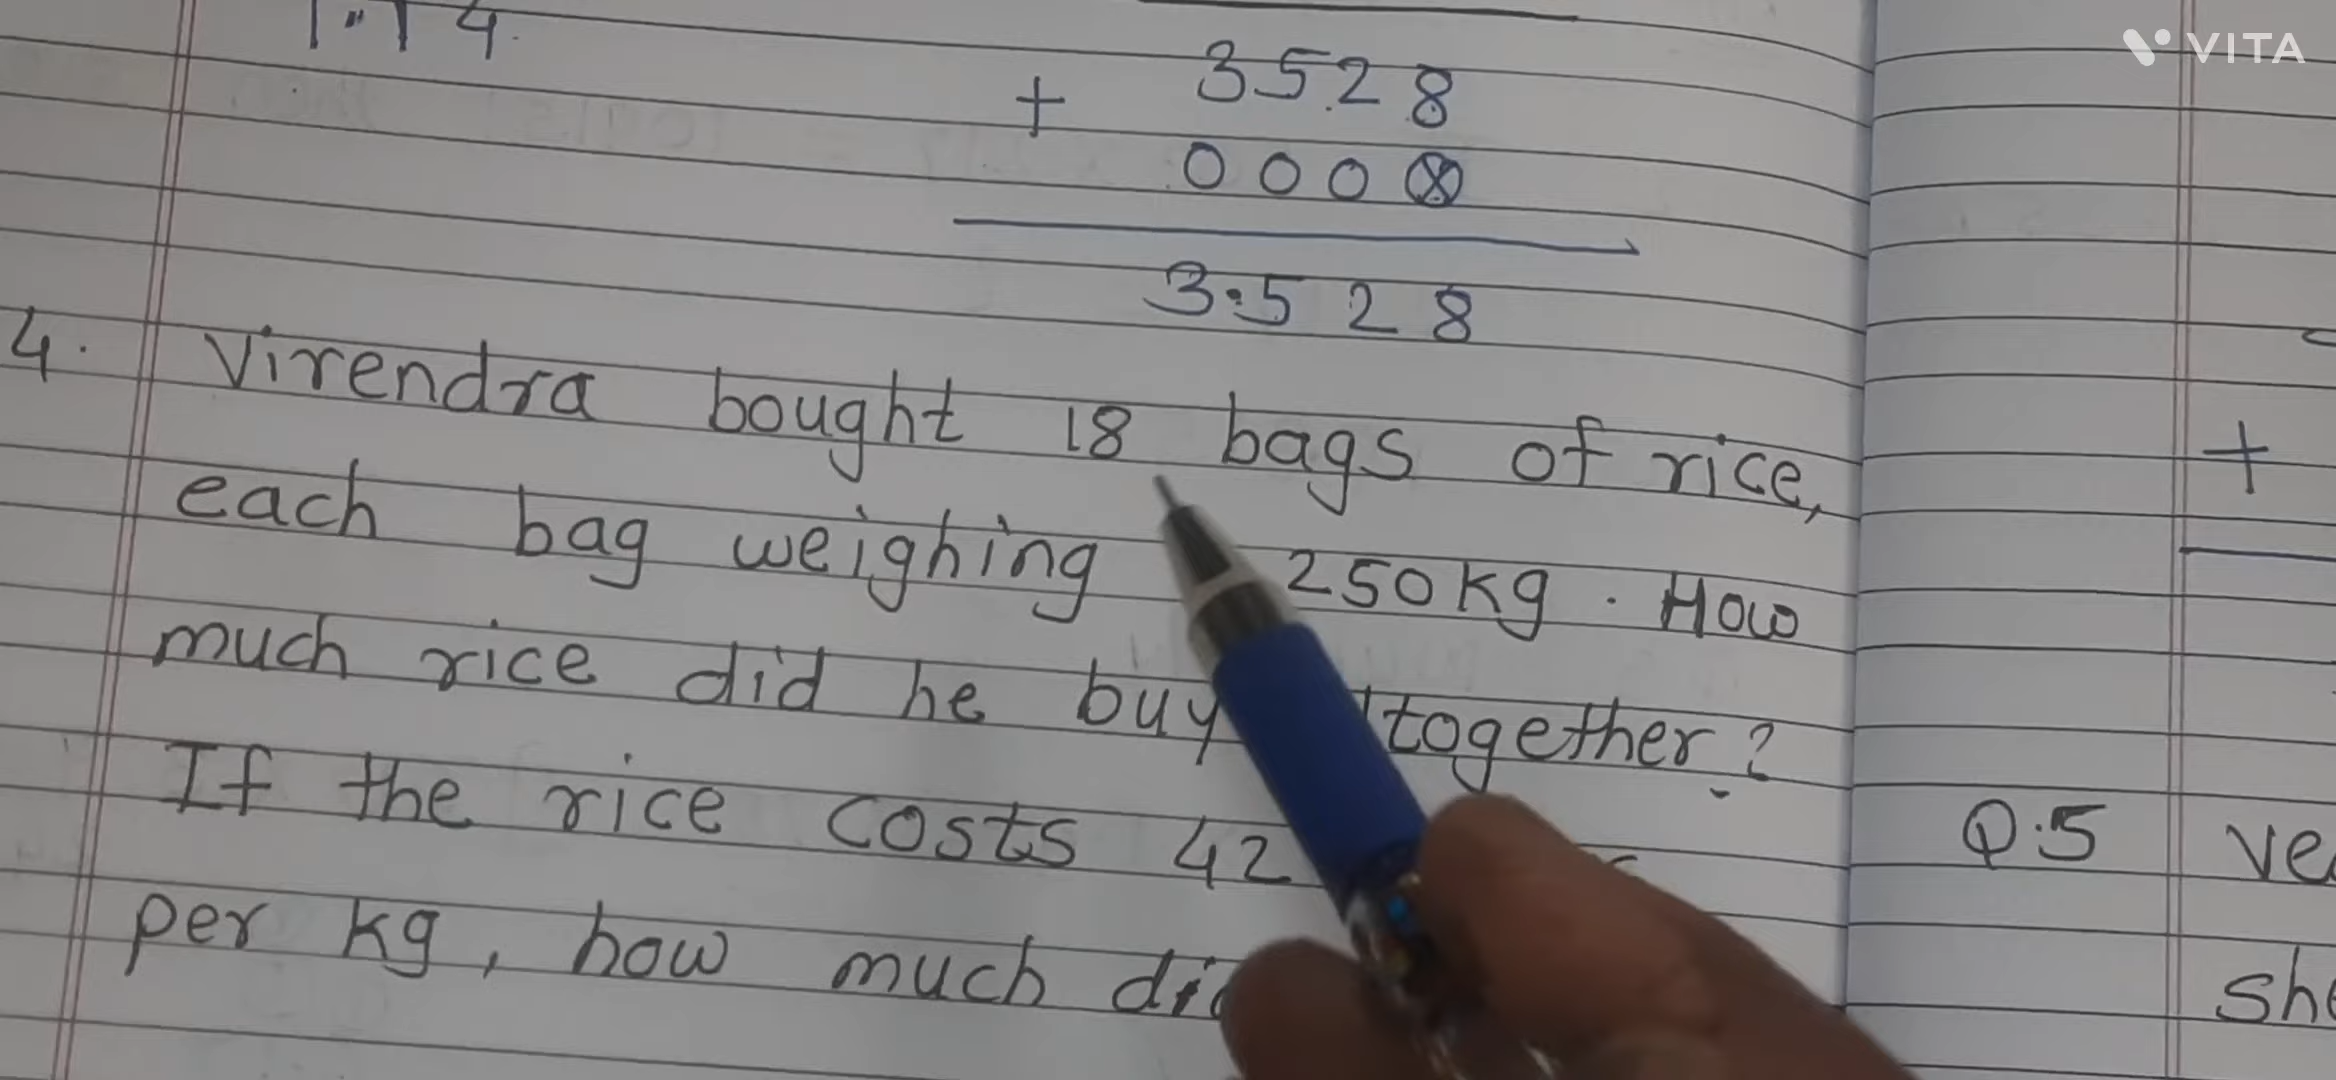 VITA
3528
+
000⊗
3.528
4. Virendra bought 18 bags of rice,
each bag weighing 250 kg. How
much rice did he buy together?
If the rice costs 42
per kg, how much
+
Q.5